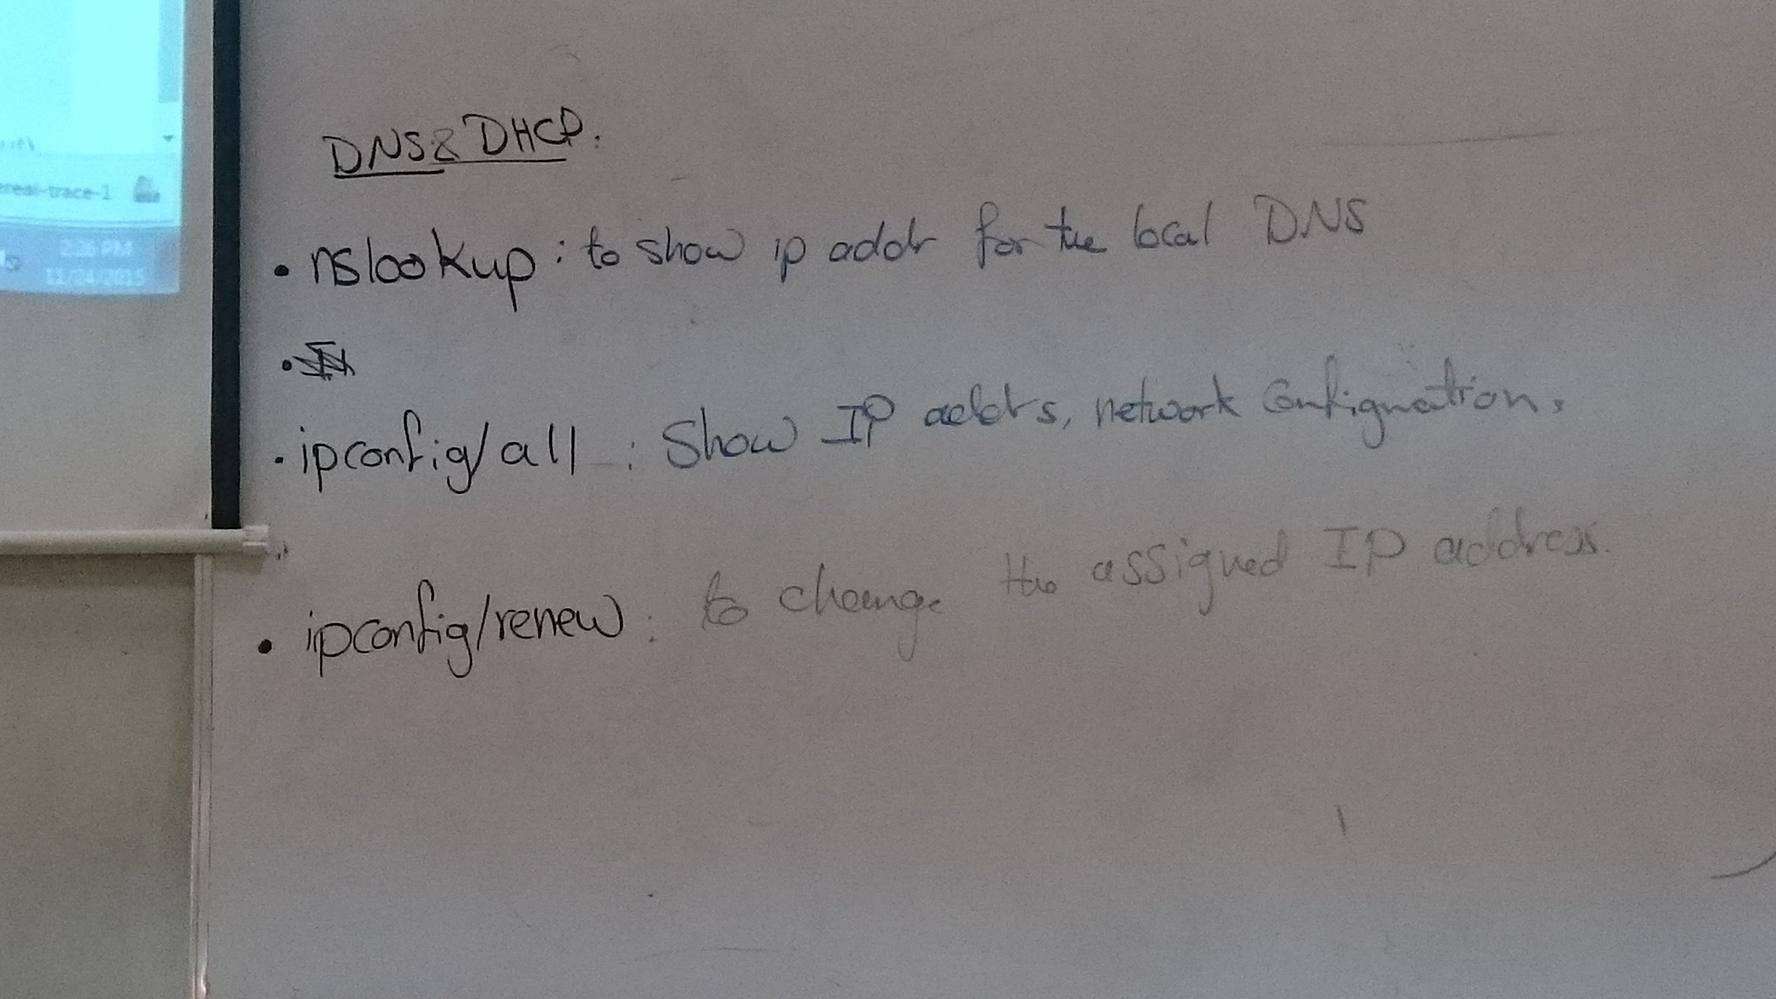 ereal-trace-1
2:26 PM
11/24/2015
DNS & DHCP.
• nslookup : to show ip addr for the local DNS
•
• ipconfig/all : Show IP addrs, network Configuration.
• ipconfig/renew : to change the assigned IP address.